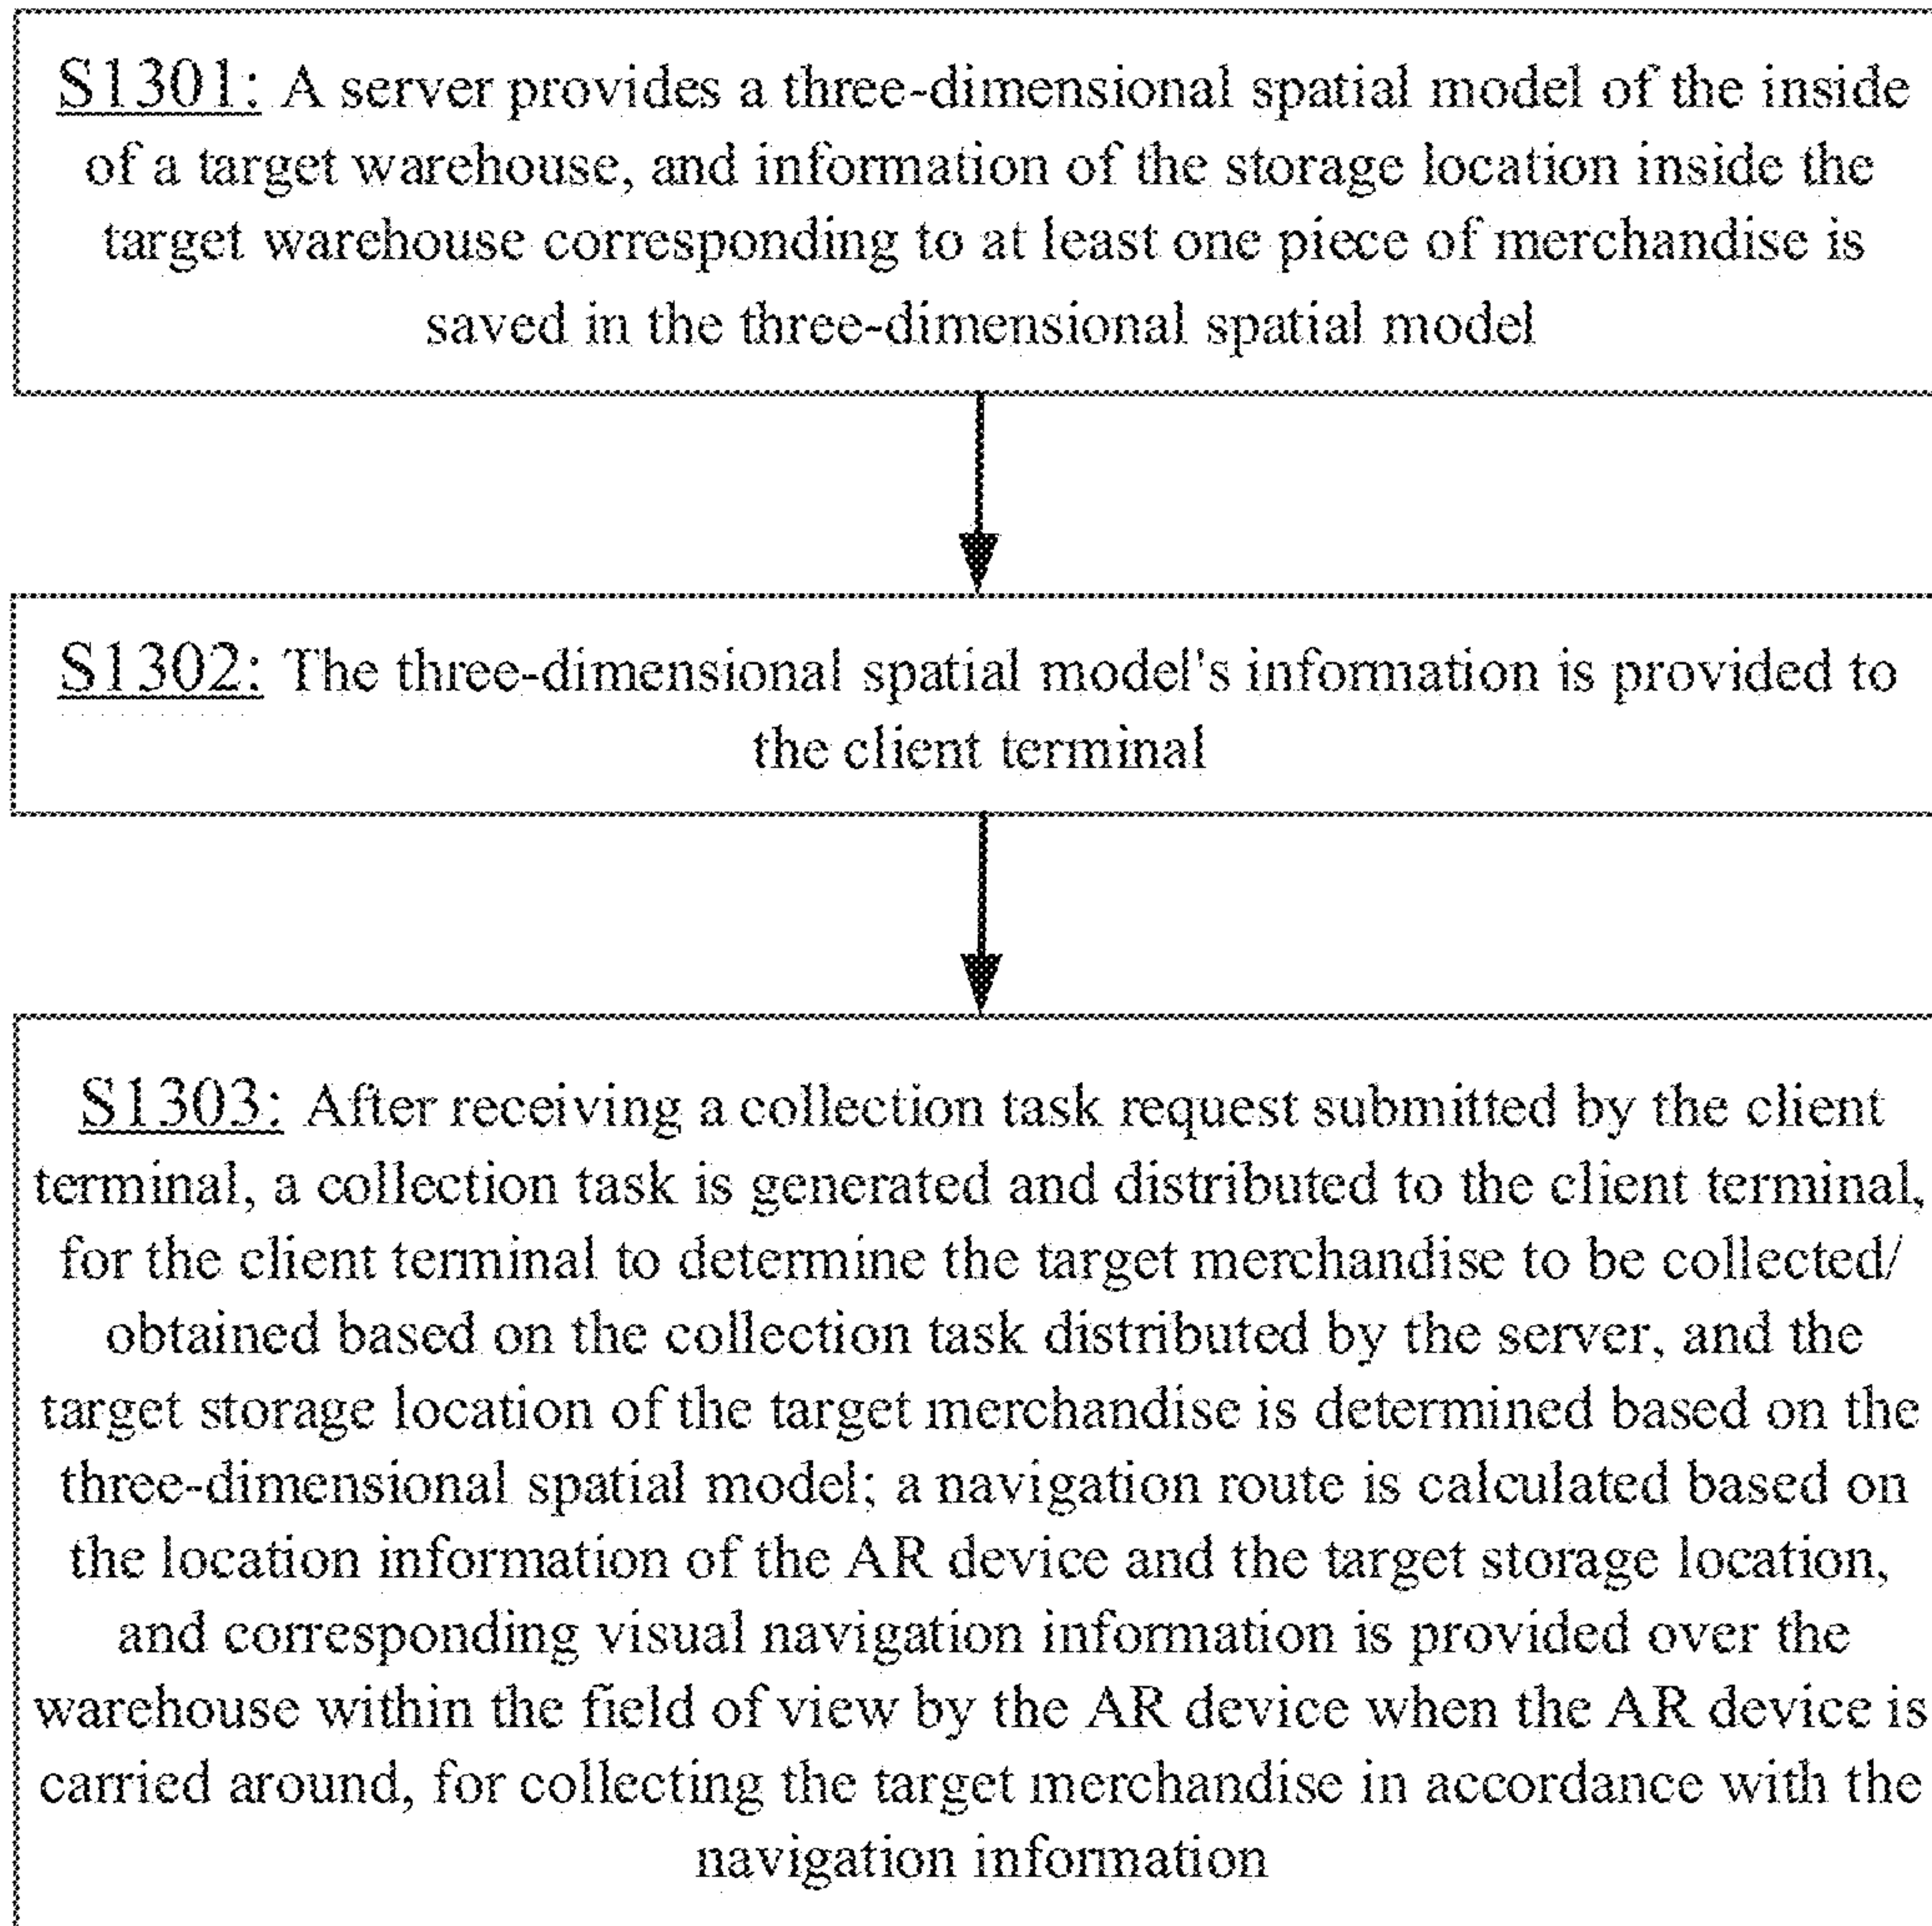 S1301: A server provides a three-dimensional spatial model of the inside
of a target warehouse, and information of the storage location inside the
target warehouse corresponding to at least one piece of merchandise is
saved in the three-dimensional spatial model
S1302: The three-dimensional spatial model's information is provided to
the client terminal
S1303: After receiving a collection task request submitted by the client
terminal, a collection task is generated and distributed to the client terminal,
for the client terminal to determine the target merchandise to be collected/
obtained based on the collection task distributed by the server, and the
target storage location of the target merchandise is determined based on the
three-dimensional spatial model; a navigation route is calculated based on
the location information of the AR device and the target storage location,
and corresponding visual navigation information is provided over the
warehouse within the field of view by the AR device when the AR device is
carried around, for collecting the target merchandise in accordance with the
navigation information